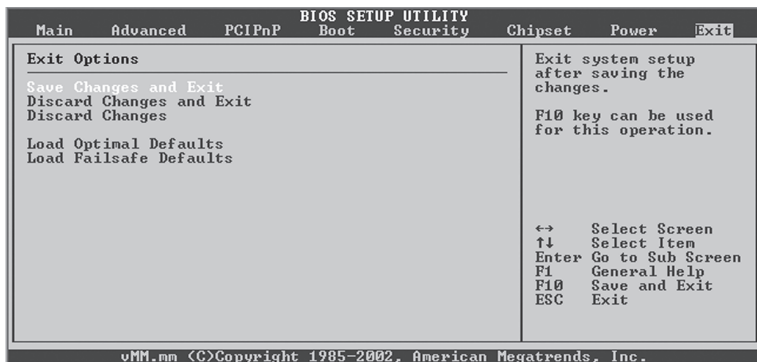 BIOS SETUP UTILITY
Main Advanced PCIPnP Boot Security Chipset Power Exit
Exit Options
Save Changes and Exit
Discard Changes and Exit
Discard Changes
Load Optimal Defaults
Load Failsafe Defaults
Exit system setup
after saving the
changes.
F10 key can be used
for this operation.
←→ Select Screen
↑↓ Select Item
Enter Go to Sub Screen
F1 General Help
F10 Save and Exit
ESC Exit
vMM.mm (C)Copyright 1985-2002, American Megatrends, Inc.